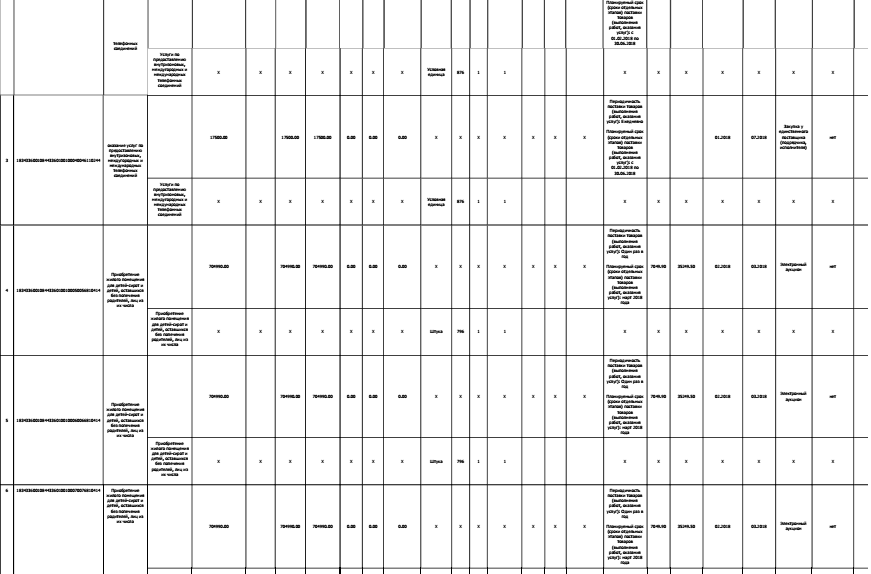 Планируемый срок
(сроки отдельных
этапов) поставки
товаров
(выполнения
работ, оказания
услуг): с
01.02.2018 по
30.06.2018
телефонных
соединений
Услуги по
предоставлению
внутризоновых,
междугородных и
международных
телефонных
соединений
X X X X X X Условная
единица 876 1 1 X X X X X X X
3
оказание услуг по
предоставлению
внутризоновых,
междугородных и
международных
телефонных
соединений
17500.00 17500.00 17500.00 0.00 0.00 0.00 X X X X X X X
Периодичность
поставки товаров
(выполнения
работ, оказания
услуг): Ежедневно
Планируемый срок
(сроки отдельных
этапов) поставки
товаров
(выполнения
работ, оказания
услуг): с
01.02.2018 по
30.06.2018
01.2018 07.2018
Закупка у
единственного
поставщика
(подрядчика,
исполнителя)
нет
Услуги по
предоставлению
внутризоновых,
междугородных и
международных
телефонных
соединений
X X X X X X Условная
единица 876 1 1 X X X X X X X
4
Приобретение
жилого помещения
для детей-сирот и
детей, оставшихся
без попечения
родителей, лиц из
их числа
704990.00 704990.00 704990.00 0.00 0.00 0.00 X X X X X X X
Периодичность
поставки товаров
(выполнения
работ, оказания
услуг): Один раз в
год
Планируемый срок
(сроки отдельных
этапов) поставки
товаров
(выполнения
работ, оказания
услуг): март 2018
года
7049.90 35249.50 02.2018 03.2018
Электронный
аукцион
нет
Приобретение
жилого помещения
для детей-сирот и
детей, оставшихся
без попечения
родителей, лиц из
их числа
X X X X X X Штука 796 1 1 X X X X X X X
5
Приобретение
жилого помещения
для детей-сирот и
детей, оставшихся
без попечения
родителей, лиц из
их числа
704990.00 704990.00 704990.00 0.00 0.00 0.00 X X X X X X X
Периодичность
поставки товаров
(выполнения
работ, оказания
услуг): Один раз в
год
Планируемый срок
(сроки отдельных
этапов) поставки
товаров
(выполнения
работ, оказания
услуг): март 2018
года
7049.90 35249.50 02.2018 03.2018
Электронный
аукцион
нет
Приобретение
жилого помещения
для детей-сирот и
детей, оставшихся
без попечения
родителей, лиц из
их числа
X X X X X X Штука 796 1 1 X X X X X X X
6
Приобретение
жилого помещения
для детей-сирот и
детей, оставшихся
без попечения
родителей, лиц из
их числа
704990.00 704990.00 704990.00 0.00 0.00 0.00 X X X X X X X
Периодичность
поставки товаров
(выполнения
работ, оказания
услуг): Один раз в
год
Планируемый срок
(сроки отдельных
этапов) поставки
товаров
(выполнения
работ, оказания
услуг): март 2018
года
7049.90 35249.50 02.2018 03.2018
Электронный
аукцион
нет